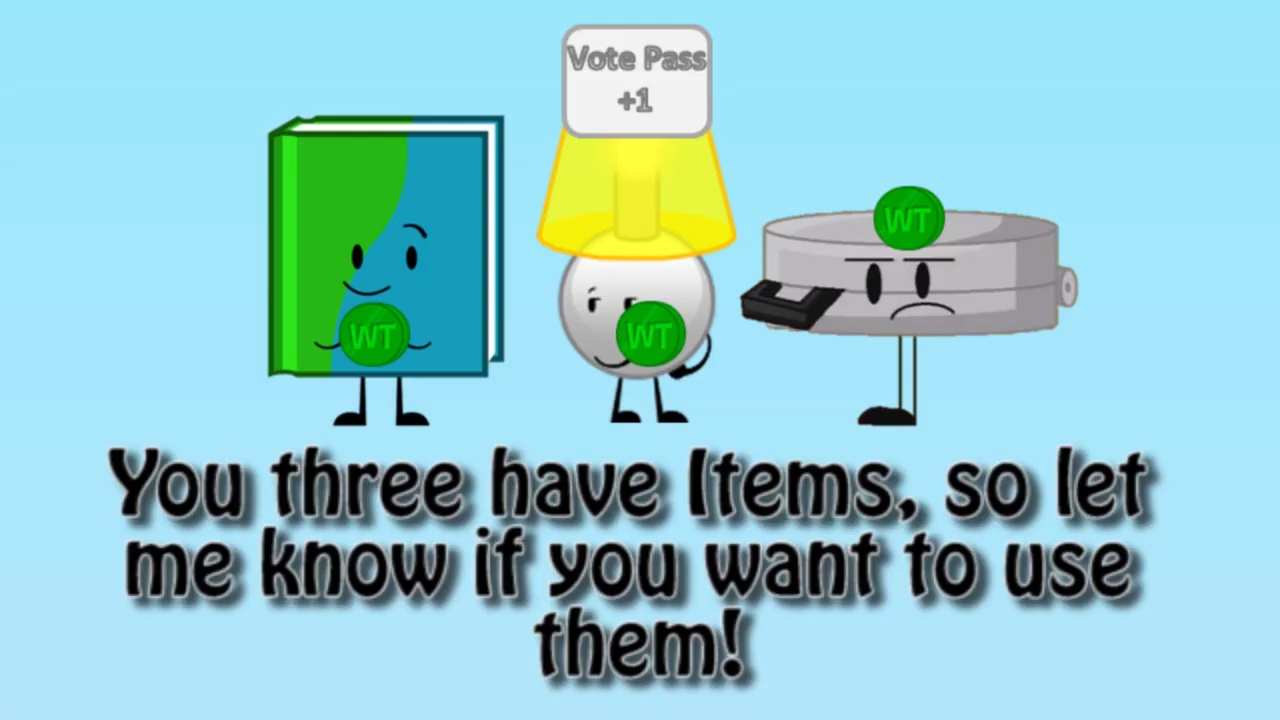 Vote Pass
+1
WT
WT
WT
You three have Items, so let
me know if you want to use
them!